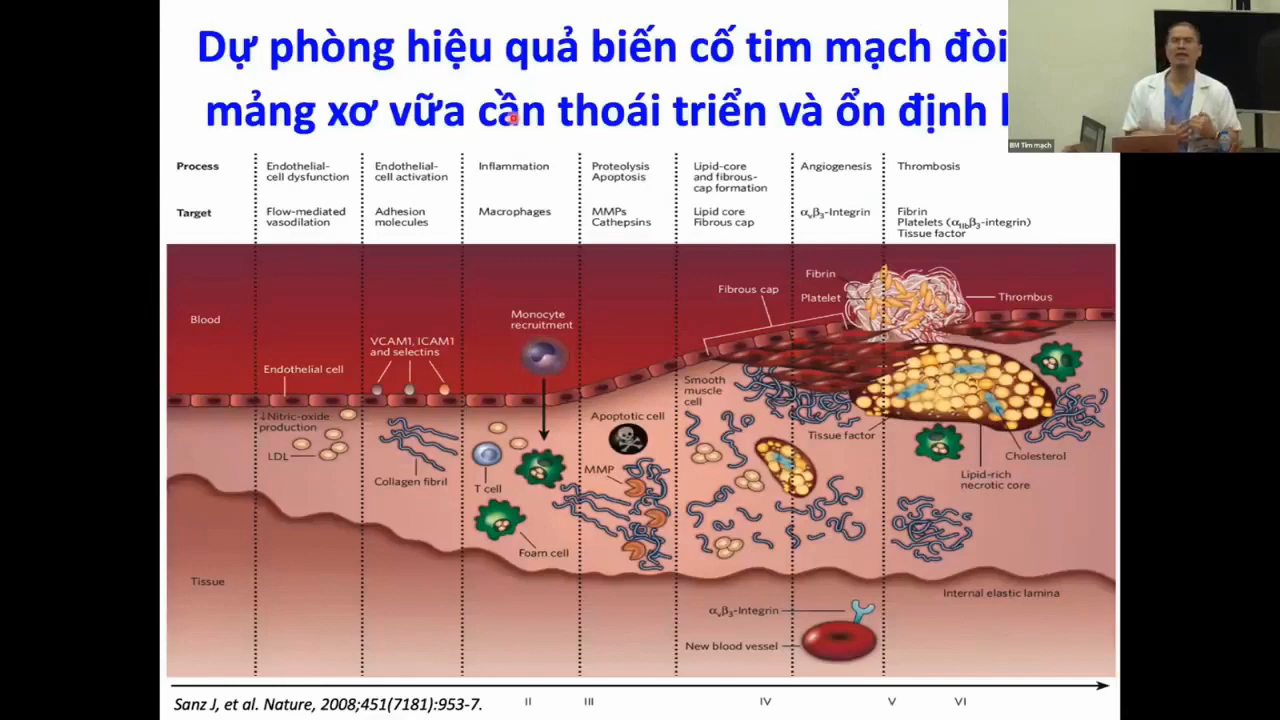 Dự phòng hiệu quả biến cố tim mạch đòi
mảng xơ vữa cần thoái triển và ổn định
BM Tim mạch
Process
Endothelial-
cell dysfunction
Endothelial-
cell activation
Inflammation
Proteolysis
Apoptosis
Lipid-core
and fibrous-
cap formation
Angiogenesis
Thrombosis
Target
Flow-mediated
vasodilation
Adhesion
molecules
Macrophages
MMPs
Cathepsins
Lipid core
Fibrous cap
αvβ3-Integrin
Fibrin
Platelets (αIIbβ3-integrin)
Tissue factor
Blood
Endothelial cell
VCAM1, ICAM1
and selectins
Monocyte
recruitment
Fibrous cap
Fibrin
Platelet
Thrombus
↓Nitric-oxide
production
LDL
Collagen fibril
T cell
Foam cell
Apoptotic cell
MMP
Smooth
muscle
cell
Tissue factor
Cholesterol
Lipid-rich
necrotic core
Tissue
Internal elastic lamina
αvβ3-Integrin
New blood vessel
Sanz J, et al. Nature, 2008;451(7181):953-7.
II III IV V VI